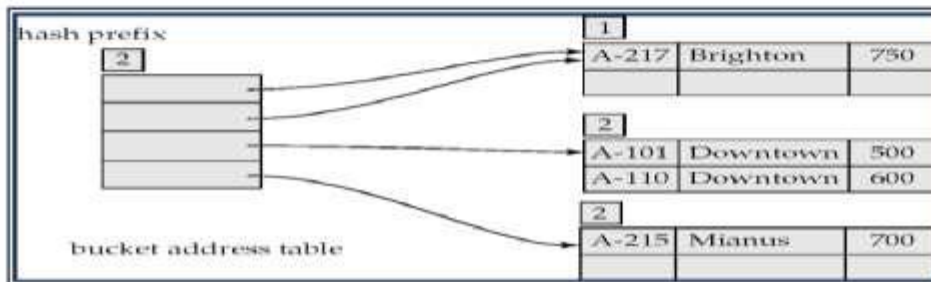 hash prefix
2
bucket address table
1
A-217 Brighton 750
2
A-101 Downtown 500
A-110 Downtown 600
2
A-215 Mianus 700